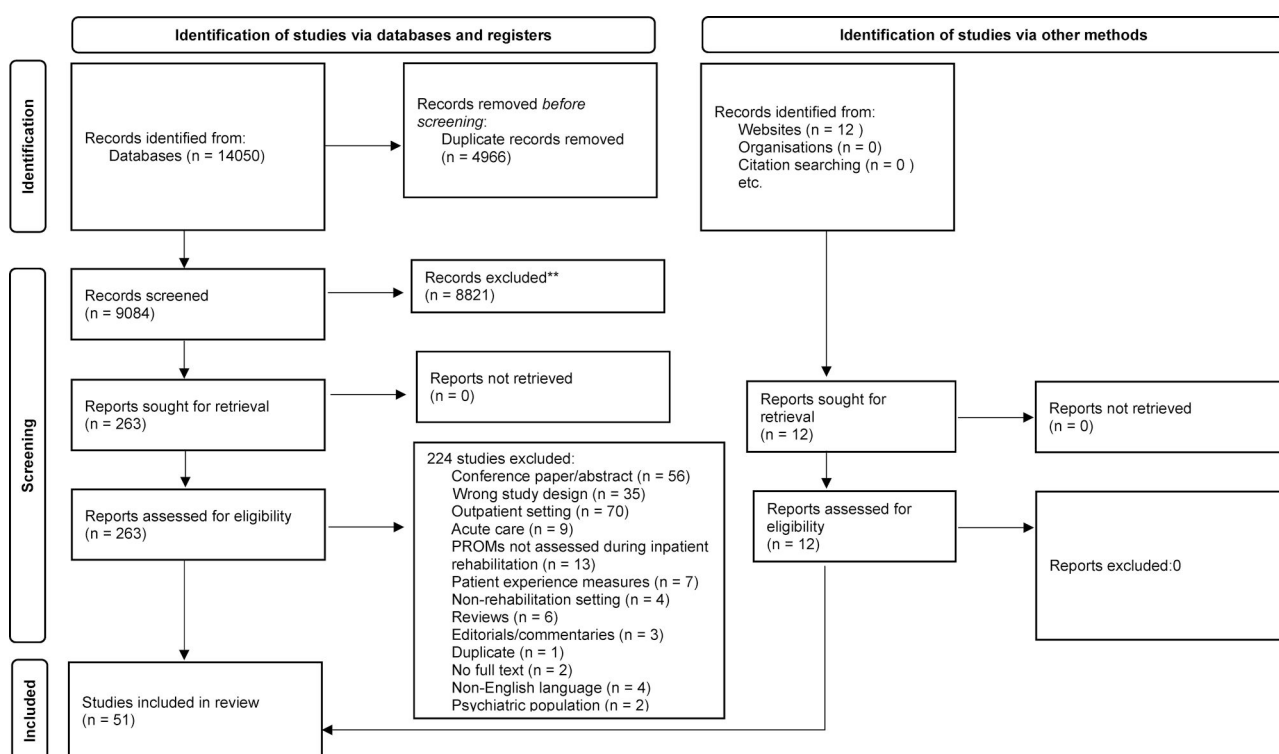 Identification of studies via databases and registers
Identification of studies via other methods
Identification
Records identified from:
Databases (n = 14050)
Records removed before
screening:
Duplicate records removed
(n = 4966)
Records identified from:
Websites (n = 12 )
Organisations (n = 0)
Citation searching (n = 0 )
etc.
Screening
Records screened
(n = 9084)
Records excluded**
(n = 8821)
Reports sought for retrieval
(n = 263)
Reports not retrieved
(n = 0)
Reports sought for
retrieval
(n = 12)
Reports not retrieved
(n = 0)
Reports assessed for eligibility
(n = 263)
224 studies excluded:
Conference paper/abstract (n = 56)
Wrong study design (n = 35)
Outpatient setting (n = 70)
Acute care (n = 9)
PROMs not assessed during inpatient
rehabilitation (n = 13)
Patient experience measures (n = 7)
Non-rehabilitation setting (n = 4)
Reviews (n = 6)
Editorials/commentaries (n = 3)
Duplicate (n = 1)
No full text (n = 2)
Non-English language (n = 4)
Psychiatric population (n = 2)
Reports assessed for
eligibility
(n = 12)
Reports excluded:0
Included
Studies included in review
(n = 51)